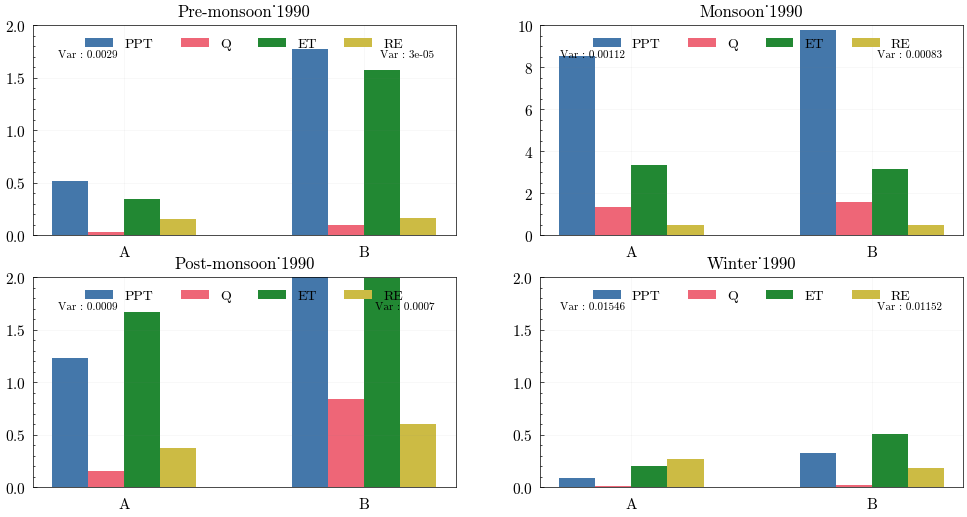 Pre-monsoon˙1990
2.0
1.5
1.0
0.5
0.0
PPT Q ET RE
Var : 0.0029 Var : 3e-05
A B
Monsoon˙1990
10
8
6
4
2
0
PPT Q ET RE
Var : 0.00112 Var : 0.00083
A B
Post-monsoon˙1990
2.0
1.5
1.0
0.5
0.0
PPT Q ET RE
Var : 0.0009 Var : 0.0007
A B
Winter˙1990
2.0
1.5
1.0
0.5
0.0
PPT Q ET RE
Var : 0.01546 Var : 0.01152
A B